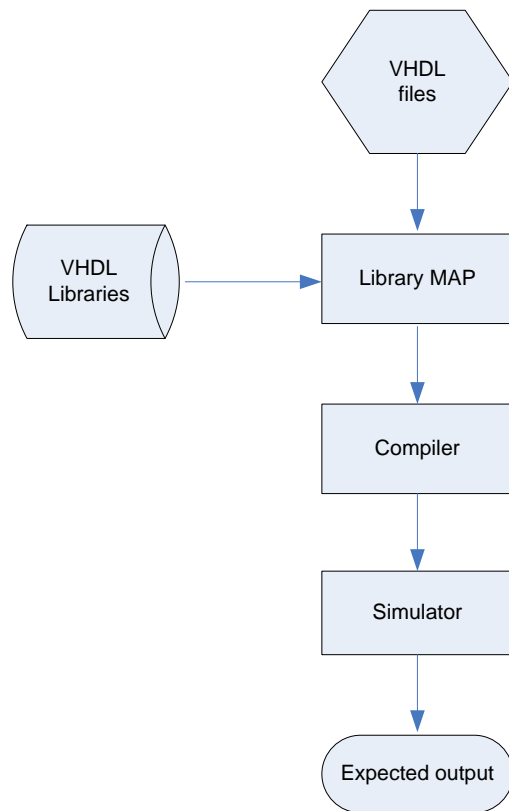 VHDL
files
VHDL
Libraries
Library MAP
Compiler
Simulator
Expected output